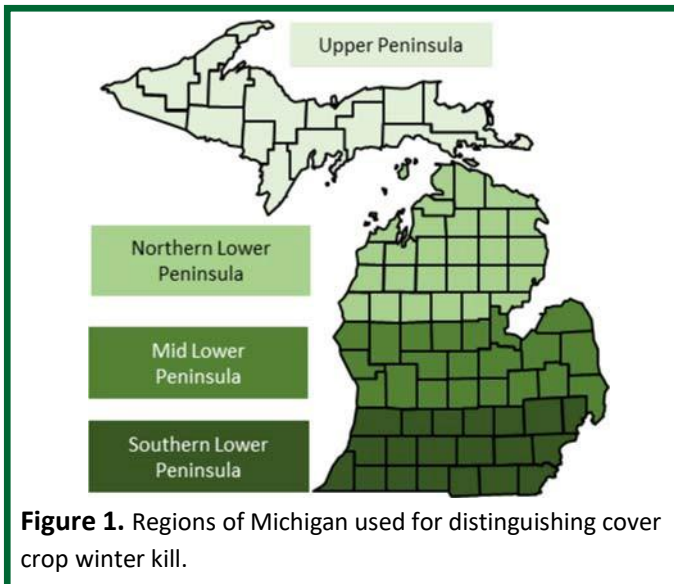 Upper Peninsula
Northern Lower
Peninsula
Mid Lower
Peninsula
Southern Lower
Peninsula
Figure 1. Regions of Michigan used for distinguishing cover
crop winter kill.